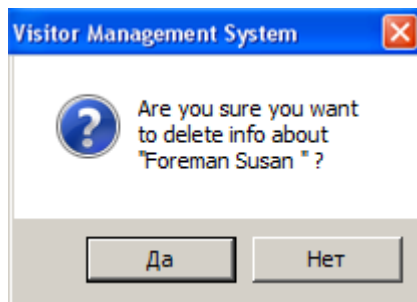 Visitor Management System
Are you sure you want
to delete info about
"Foreman Susan " ?
Да
Нет